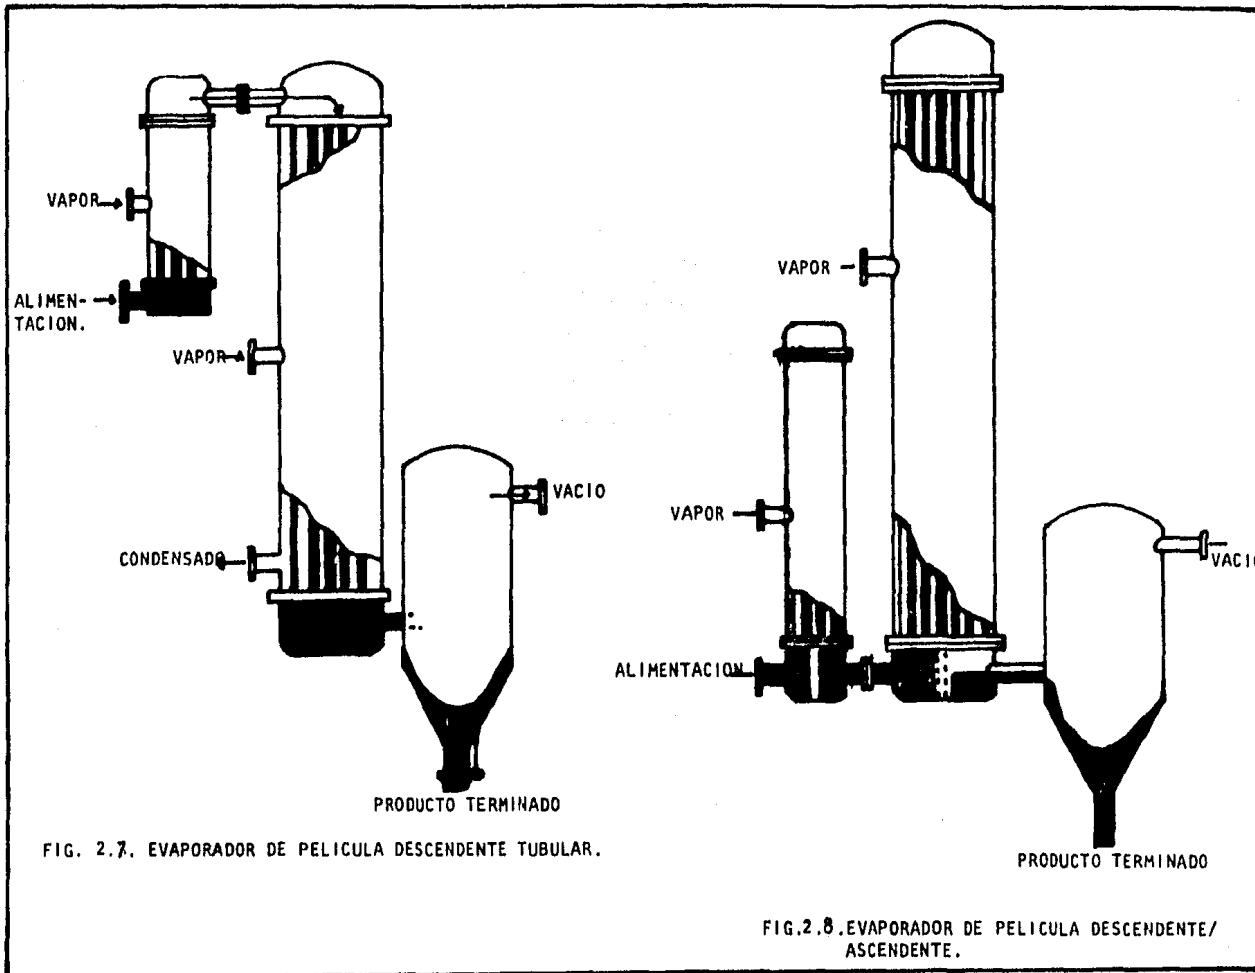 VAPOR
ALIMEN-
TACION.
VAPOR
CONDENSADO
VACIO
PRODUCTO TERMINADO
FIG. 2.7. EVAPORADOR DE PELICULA DESCENDENTE TUBULAR.
VAPOR
VAPOR
ALIMENTACION
VACIO
PRODUCTO TERMINADO
FIG.2.8.EVAPORADOR DE PELICULA DESCENDENTE/
ASCENDENTE.